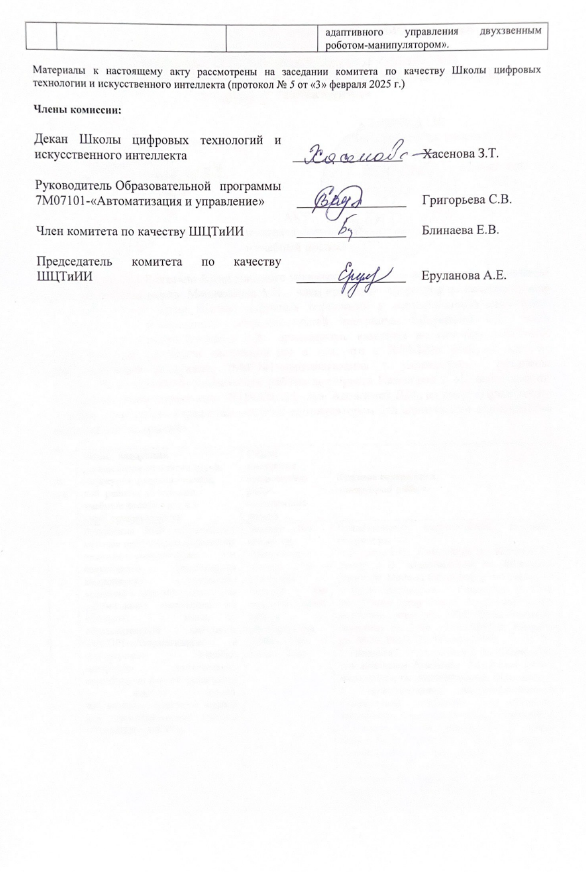 адаптивного управления двухзвенным
роботом-манипулятором».
Материалы к настоящему акту рассмотрены на заседании комитета по качеству Школы цифровых
технологии и искусственного интеллекта (протокол № 5 от «3» февраля 2025 г.)
Члены комиссии:
Декан Школы цифровых технологий и
искусственного интеллекта Хасенова З.Т.
Руководитель Образовательной программы
7М07101-«Автоматизация и управление» Григорьева С.В.
Член комитета по качеству ШЦТиИИ Блинаева Е.В.
Председатель комитета по качеству
ШЦТиИИ Еруланова А.Е.